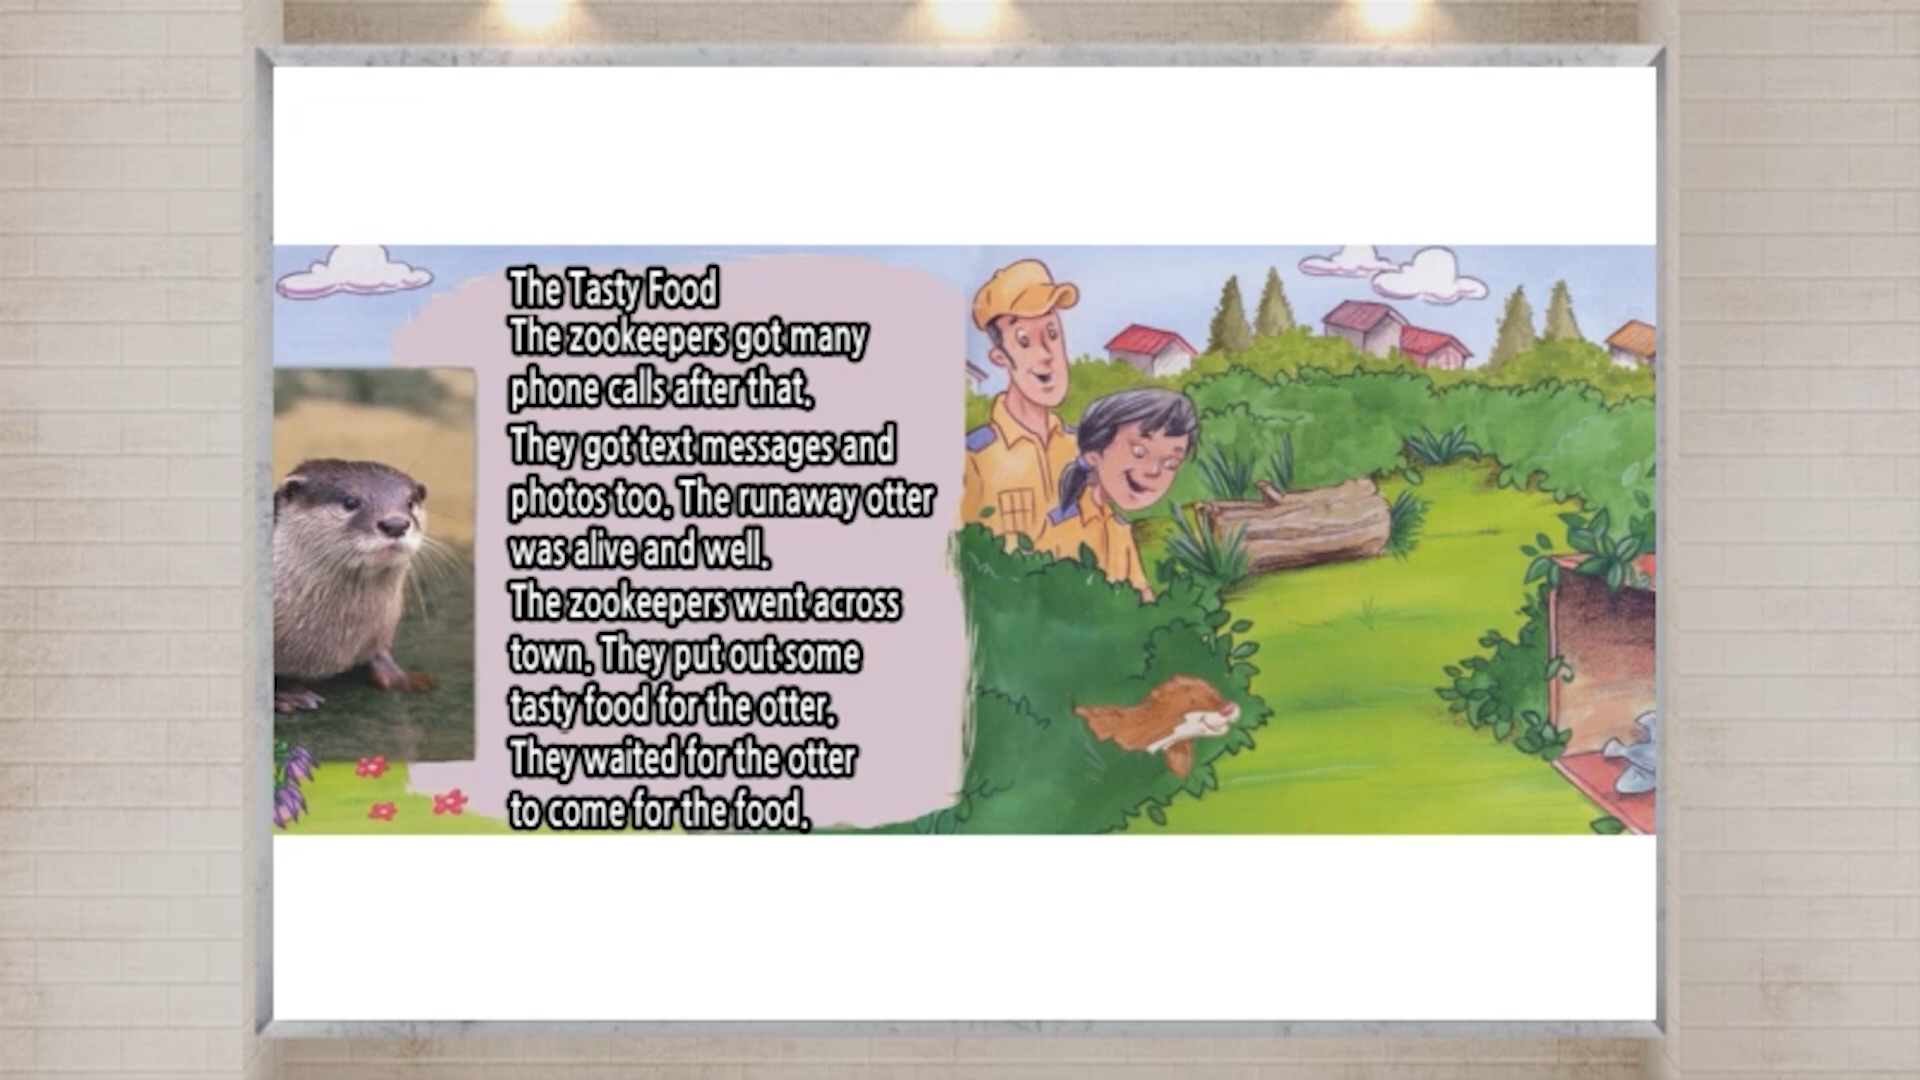 The Tasty Food
The zookeepers got many
phone calls after that.
They got text messages and
photos too. The runaway otter
was alive and well.
The zookeepers went across
town. They put out some
tasty food for the otter.
They waited for the otter
to come for the food.